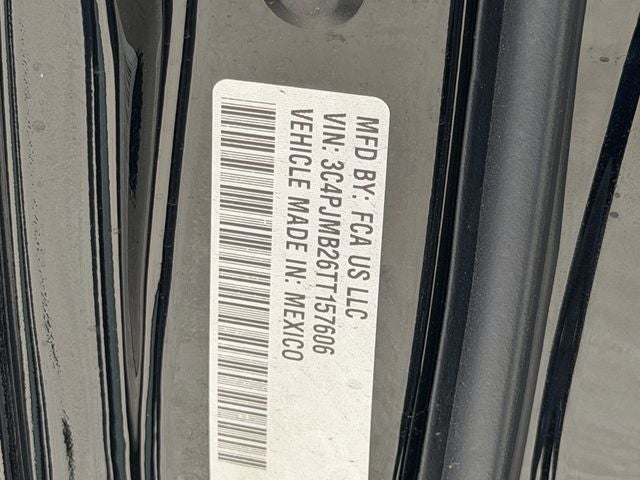 MFD BY: FCA US LLC
VIN: 3C4PJMB26TT157606
VEHICLE MADE IN: MEXICO